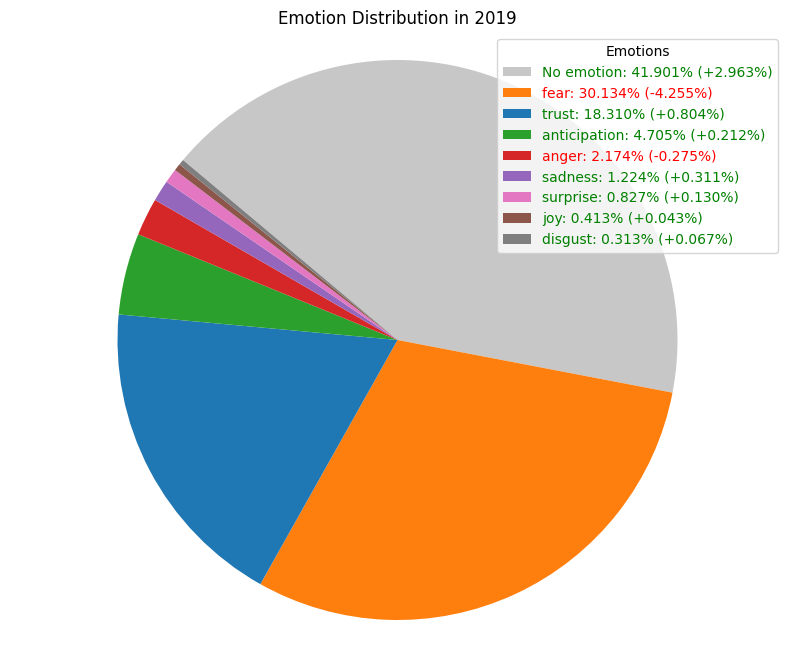 Emotion Distribution in 2019
Emotions
No emotion: 41.901% (+2.963%)
fear: 30.134% (-4.255%)
trust: 18.310% (+0.804%)
anticipation: 4.705% (+0.212%)
anger: 2.174% (-0.275%)
sadness: 1.224% (+0.311%)
surprise: 0.827% (+0.130%)
joy: 0.413% (+0.043%)
disgust: 0.313% (+0.067%)